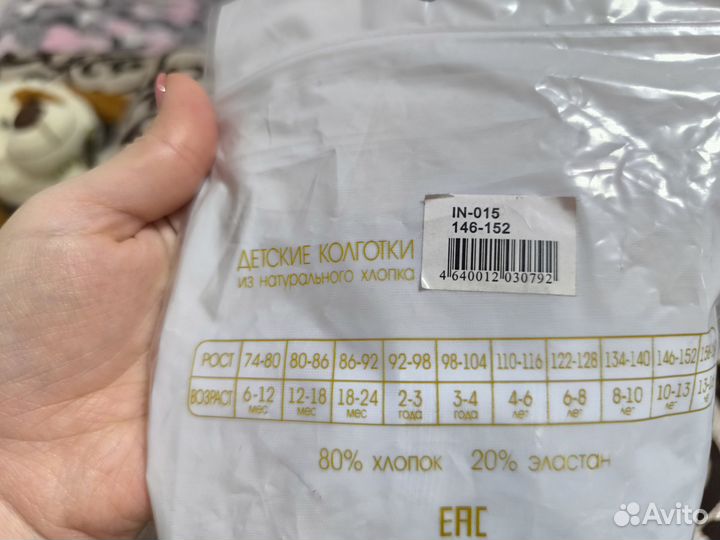 IN-015
146-152
4 640012 030792
ДЕТСКИЕ КОЛГОТКИ
ИЗ НАТУРАЛЬНОГО ХЛОПКА
РОСТ 74-80 80-86 86-92 92-98 98-104 110-116 122-128 134-140 146-152
ВОЗРАСТ 6-12 МЕС 12-18 МЕС 18-24 МЕС 2-3 ГОДА 3-4 ГОДА 4-6 ЛЕТ 6-8 ЛЕТ 8-10 ЛЕТ 10-13 ЛЕТ
80% ХЛОПОК 20% ЭЛАСТАН
EAC
Avito